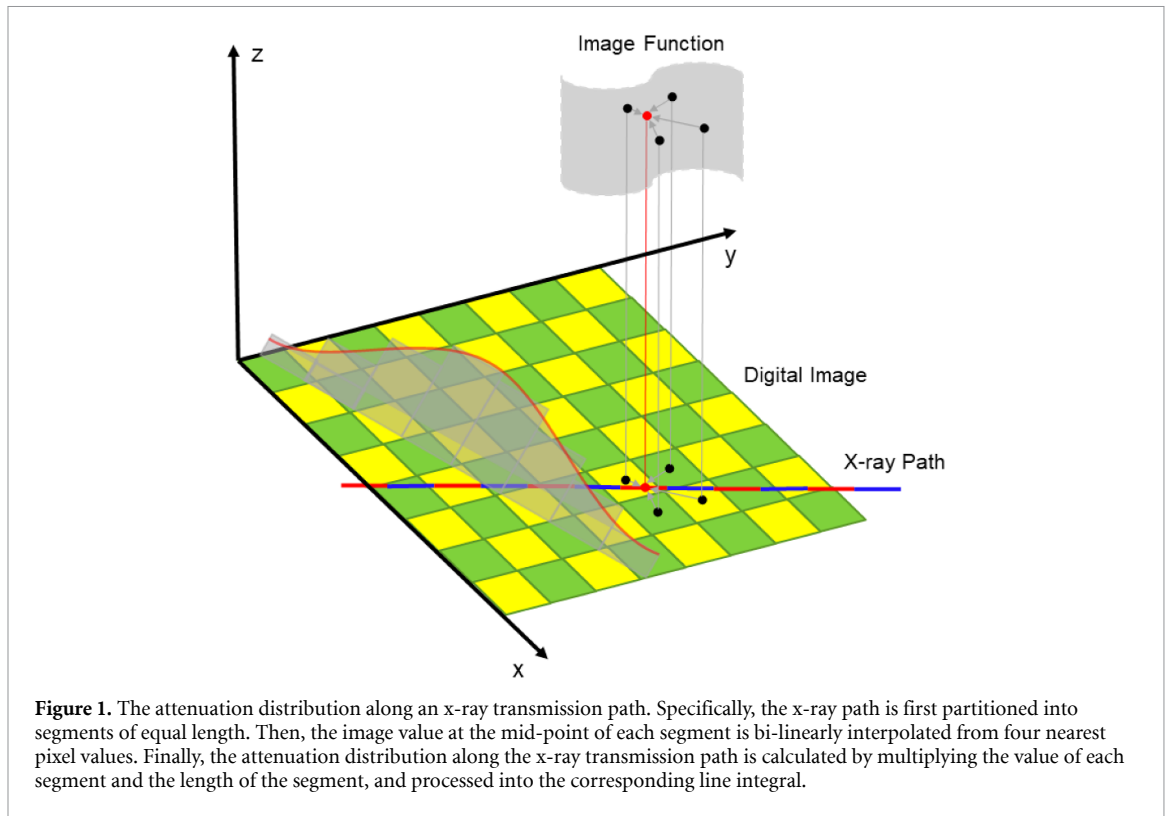 Image Function
z
y
Digital Image
X-ray Path
x
Figure 1. The attenuation distribution along an x-ray transmission path. Specifically, the x-ray path is first partitioned into
segments of equal length. Then, the image value at the mid-point of each segment is bi-linearly interpolated from four nearest
pixel values. Finally, the attenuation distribution along the x-ray transmission path is calculated by multiplying the value of each
segment and the length of the segment, and processed into the corresponding line integral.